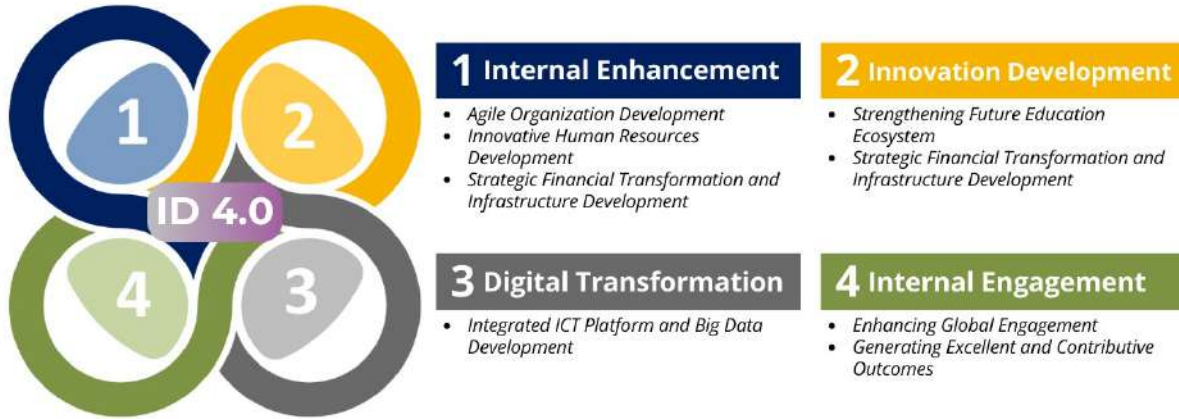 1
2
ID 4.0
4
3
1 Internal Enhancement
• Agile Organization Development
• Innovative Human Resources
Development
• Strategic Financial Transformation and
Infrastructure Development
2 Innovation Development
• Strengthening Future Education
Ecosystem
• Strategic Financial Transformation and
Infrastructure Development
3 Digital Transformation
• Integrated ICT Platform and Big Data
Development
4 Internal Engagement
• Enhancing Global Engagement
• Generating Excellent and Contributive
Outcomes